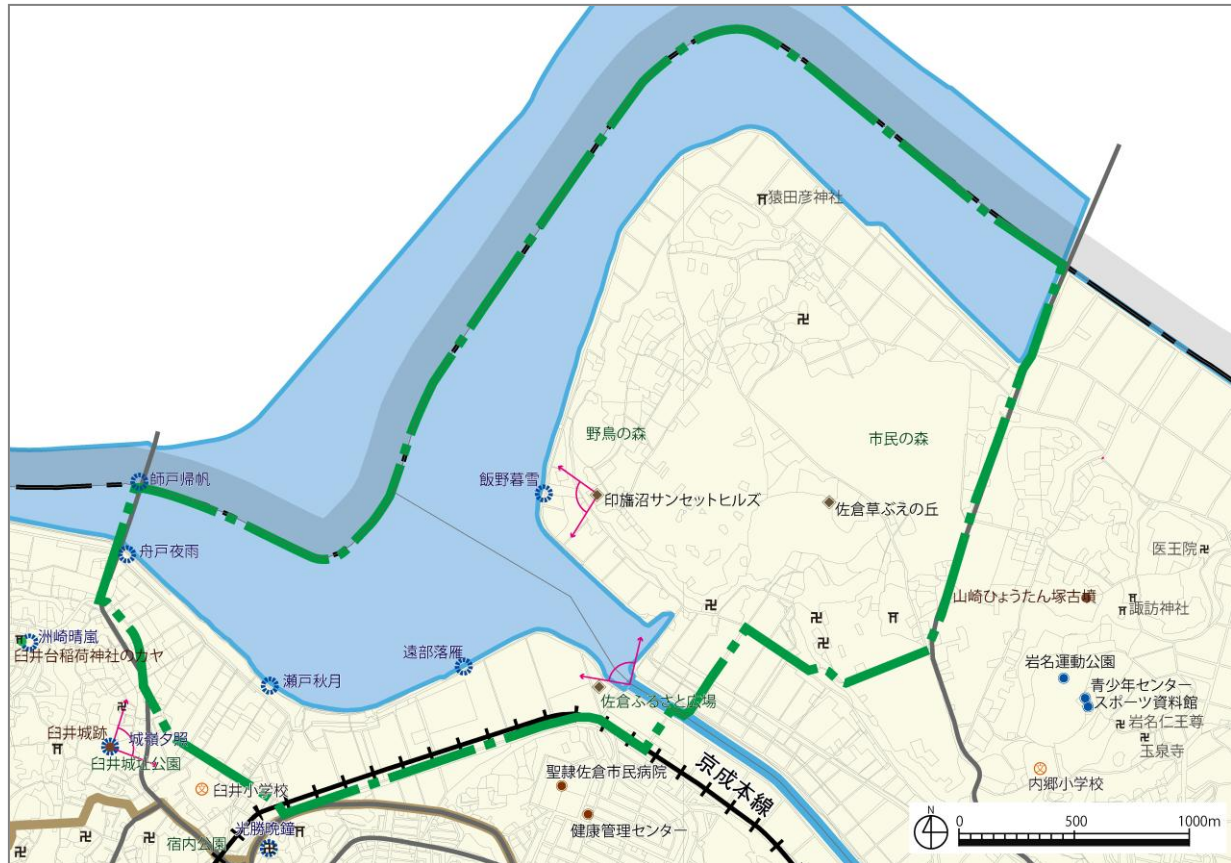 猿田彦神社
野鳥の森
市民の森
師戸帰帆
飯野暮雪
印旛沼サンセットヒルズ
佐倉草ぶえの丘
舟戸夜雨
医王院
山崎ひょうたん塚古墳
諏訪神社
洲崎晴嵐
臼井台稲荷神社のカヤ
遠部落雁
岩名運動公園
瀬戸秋月
青少年センター
佐倉ふるさと広場
スポーツ資料館
岩名仁王尊
臼井城跡
城嶺夕照
玉泉寺
臼井城址公園
京成本線
聖隷佐倉市民病院
内郷小学校
臼井小学校
健康管理センター
光勝晩鐘
宿内公園
N
0 500 1000m